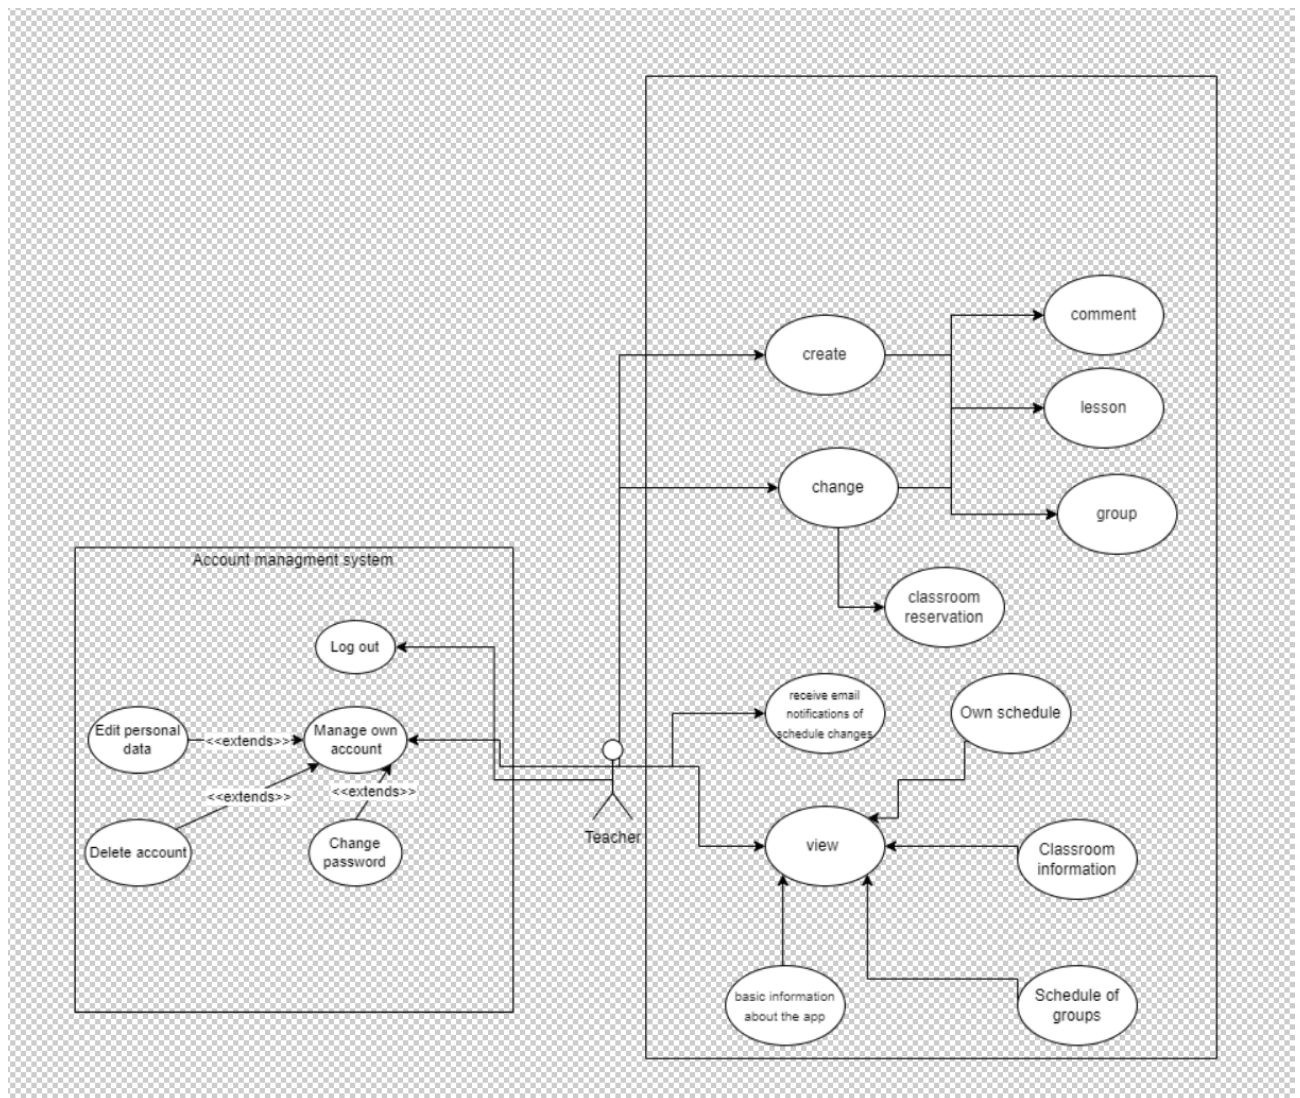 comment
create
lesson
change
group
Account managment system
classroom
reservation
Log out
receive email
notifications of
schedule changes
Own schedule
Edit personal
data
<<extends>>
Manage own
account
<<extends>>
<<extends>>
Teacher
view
Delete account
Change
password
Classroom
information
basic information
about the app
Schedule of
groups